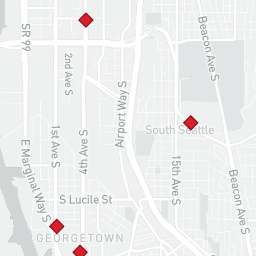 SR 99
2nd Ave S
Beacon Ave S
Airport Way S
South Seattle
1st Ave S
4th Ave S
15th Ave S
E Marginal Way S
Beacon Ave S
S Lucile St
GEORGETOWN